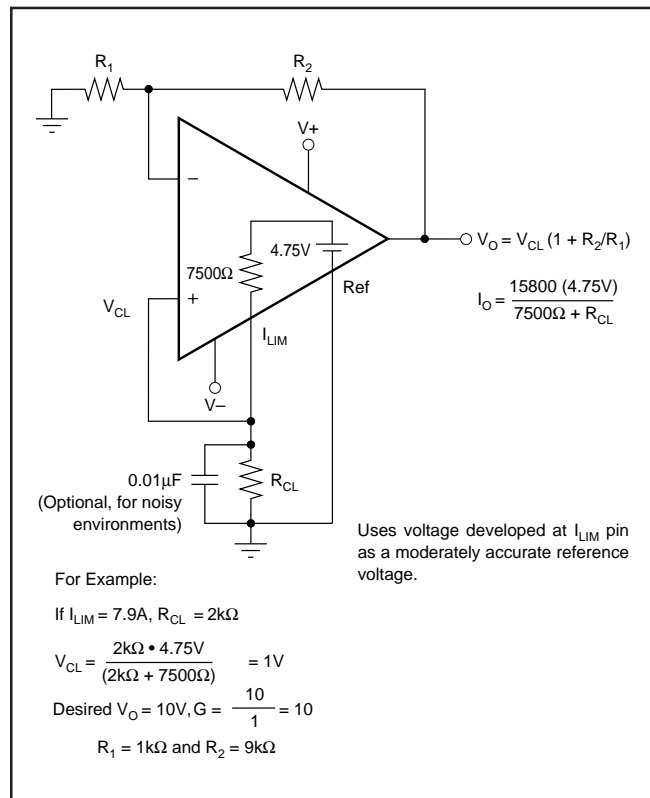 R1
R2
V+
−
4.75V
VO = VCL (1 + R2/R1)
7500Ω
Ref
IO = 15800 (4.75V) / 7500Ω + RCL
VCL
+
ILIM
V−
0.01µF
(Optional, for noisy
environments)
RCL
Uses voltage developed at ILIM pin
as a moderately accurate reference
voltage.
For Example:
If ILIM = 7.9A, RCL = 2kΩ
VCL = 2kΩ • 4.75V / (2kΩ + 7500Ω) = 1V
Desired VO = 10V, G = 10 / 1 = 10
R1 = 1kΩ and R2 = 9kΩ